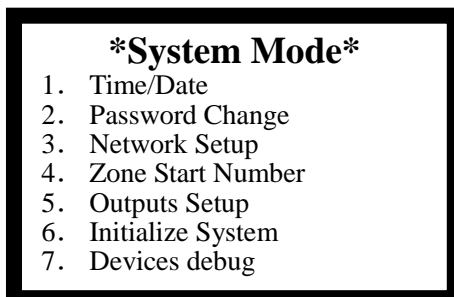 *System Mode*
1. Time/Date
2. Password Change
3. Network Setup
4. Zone Start Number
5. Outputs Setup
6. Initialize System
7. Devices debug